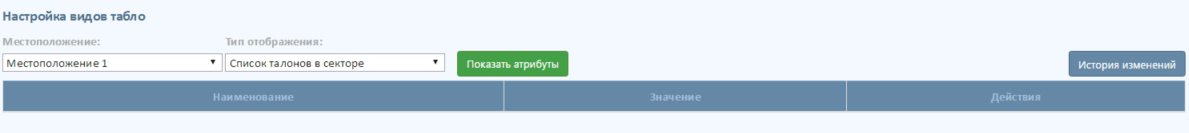 Настройка видов табло
Местоположение: Тип отображения:
Местоположение 1 Список талонов в секторе Показать атрибуты История изменений
Наименование Значение Действия